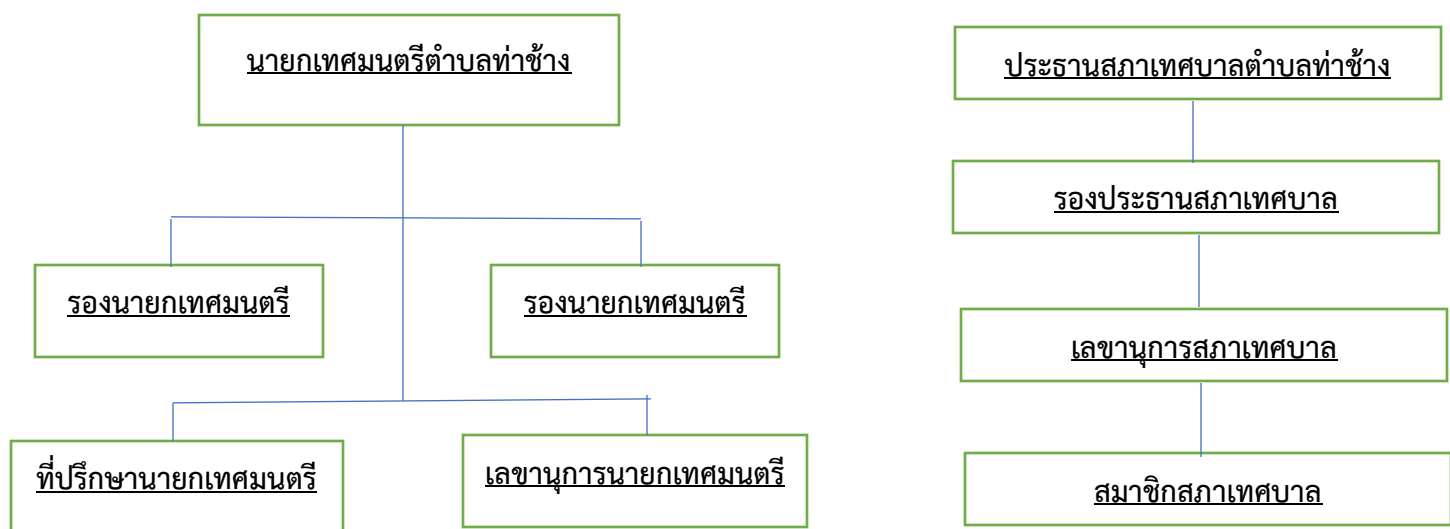 นายกเทศมนตรีตำบลท่าช้าง
รองนายกเทศมนตรี
รองนายกเทศมนตรี
ที่ปรึกษานายกเทศมนตรี
เลขานุการนายกเทศมนตรี
ประธานสภาเทศบาลตำบลท่าช้าง
รองประธานสภาเทศบาล
เลขานุการสภาเทศบาล
สมาชิกสภาเทศบาล